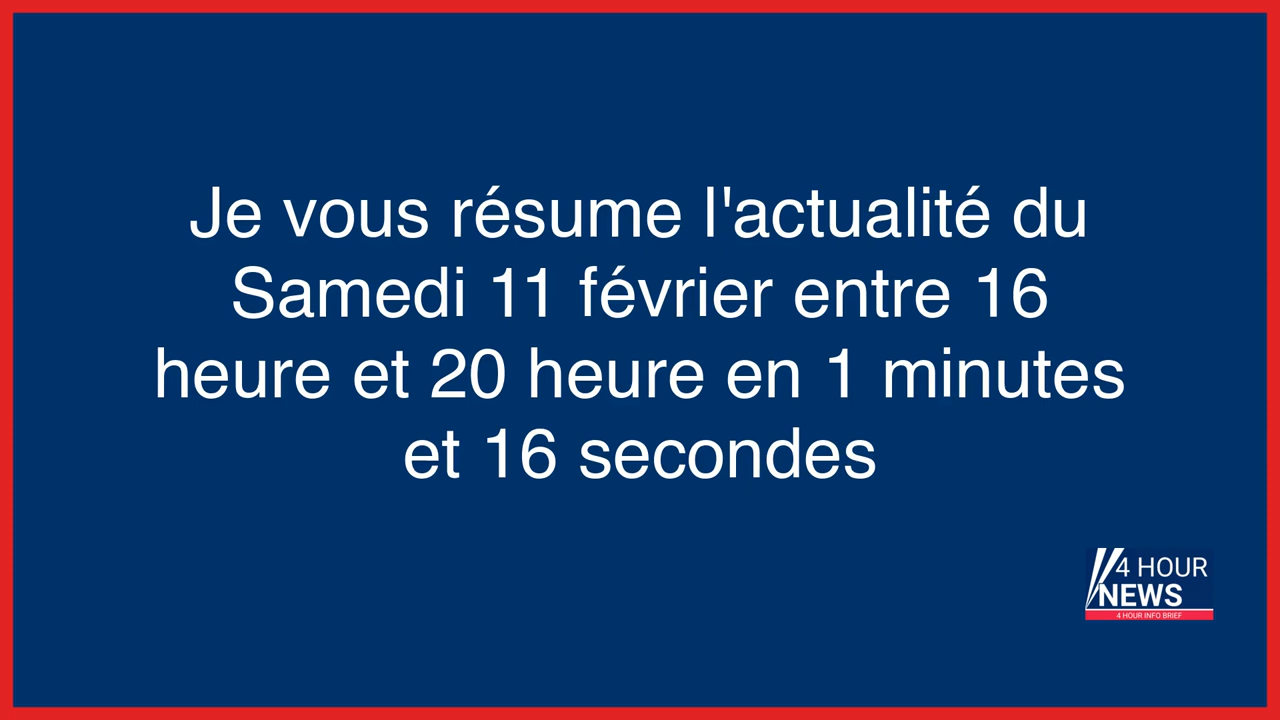 Je vous résume l'actualité du
Samedi 11 février entre 16
heure et 20 heure en 1 minutes
et 16 secondes
4 HOUR
NEWS
4 HOUR INFO BRIEF